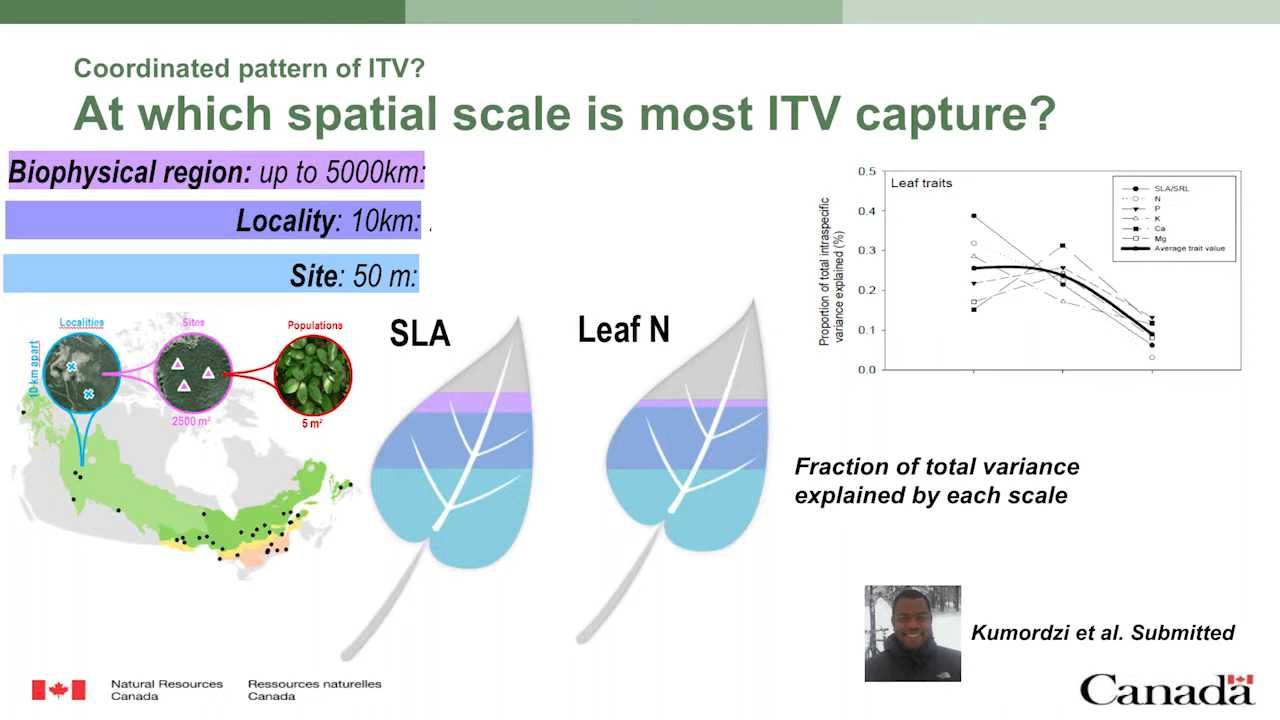 Coordinated pattern of ITV?
At which spatial scale is most ITV capture?
Biophysical region: up to 5000km:
Locality: 10km: .
Site: 50 m:
Localities
Sites
Populations
10 km apart
2500 m²
5 m²
SLA
Leaf N
Proportion of total intraspecific
variance explained (%)
0.5
0.4
0.3
0.2
0.1
0.0
Leaf traits
SLA/SRL
N
P
K
Ca
Mg
Average trait value
Fraction of total variance
explained by each scale
Kumordzi et al. Submitted
Natural Resources
Canada
Ressources naturelles
Canada
Canada